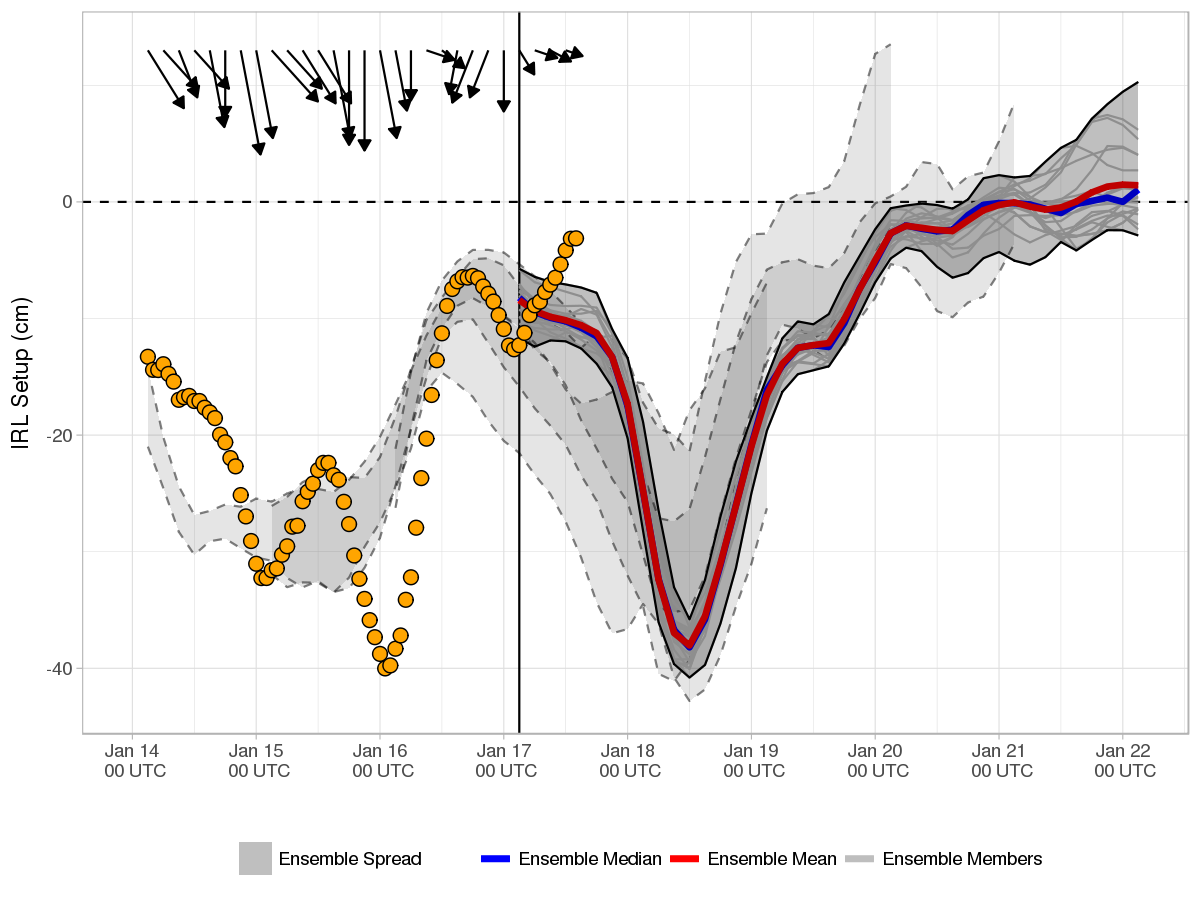 IRL Setup (cm)
0
-20
-40
Jan 14 Jan 15 Jan 16 Jan 17 Jan 18 Jan 19 Jan 20 Jan 21 Jan 22
00 UTC 00 UTC 00 UTC 00 UTC 00 UTC 00 UTC 00 UTC 00 UTC 00 UTC
Ensemble Spread Ensemble Median Ensemble Mean Ensemble Members